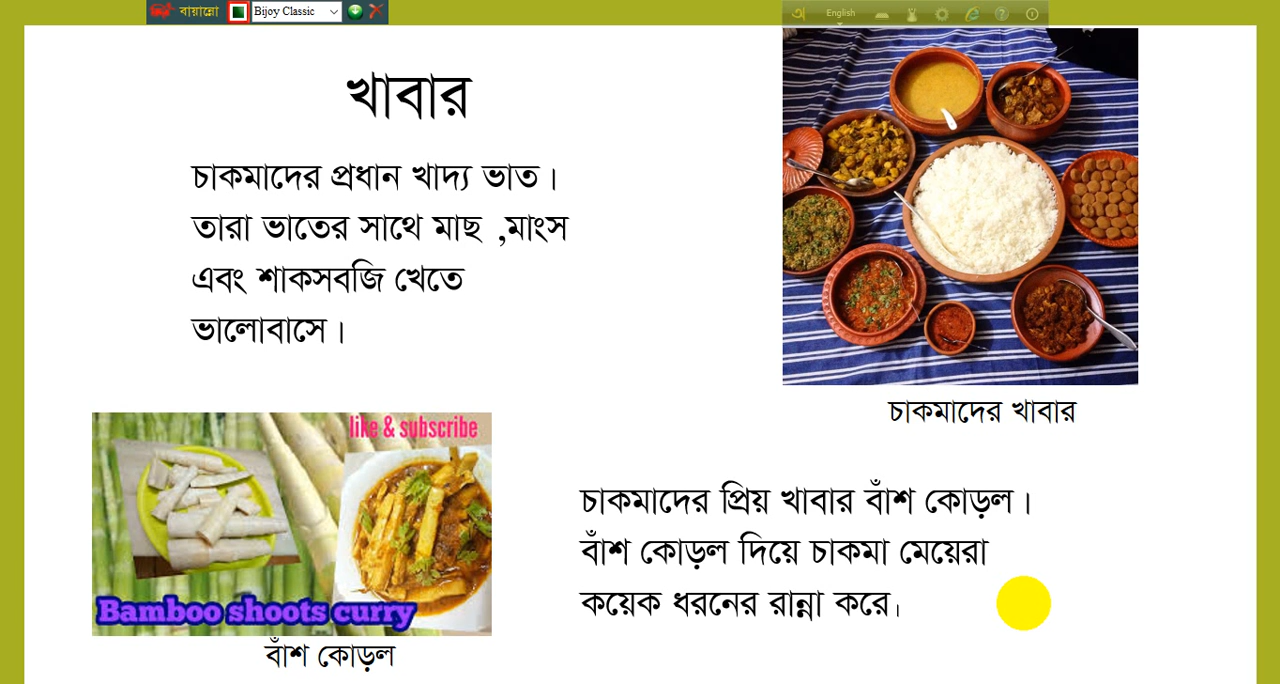 বায়ান্নো
Bijoy Classic
English
খাবার
চাকমাদের প্রধান খাদ্য ভাত।
তারা ভাতের সাথে মাছ ,মাংস
এবং শাকসবজি খেতে
ভালোবাসে।
চাকমাদের খাবার
like & subscribe
Bamboo shoots curry
বাঁশ কোড়ল
চাকমাদের প্রিয় খাবার বাঁশ কোড়ল।
বাঁশ কোড়ল দিয়ে চাকমা মেয়েরা
কয়েক ধরনের রান্না করে।